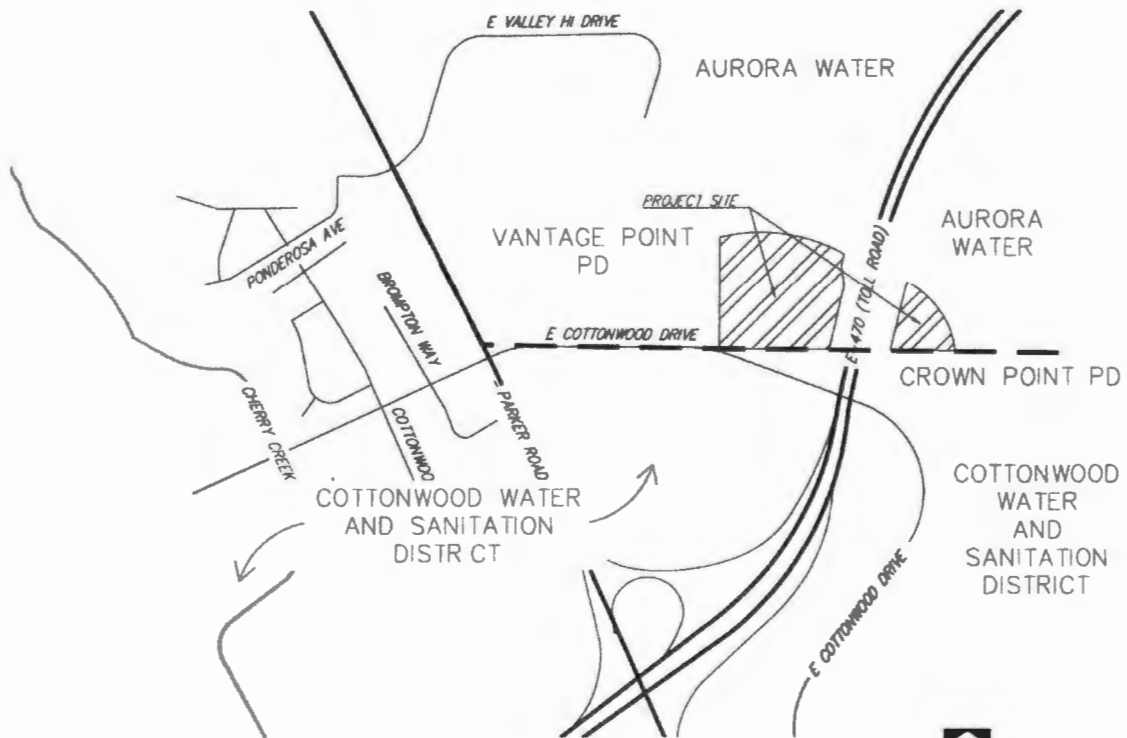 E VALLEY HI DRIVE
AURORA WATER
PROJECT SITE
VANTAGE POINT
PD
AURORA
WATER
PONDEROSA AVE
BROMPTON WAY
E COTTONWOOD DRIVE
E 470 (TOLL ROAD)
CROWN POINT PD
CHERRY CREEK
COTTONWOO
PARKER ROAD
COTTONWOOD WATER
AND SANITATION
DISTR CT
COTTONWOOD
WATER
AND
SANITATION
DISTRICT
E COTTONWOOD DRIVE